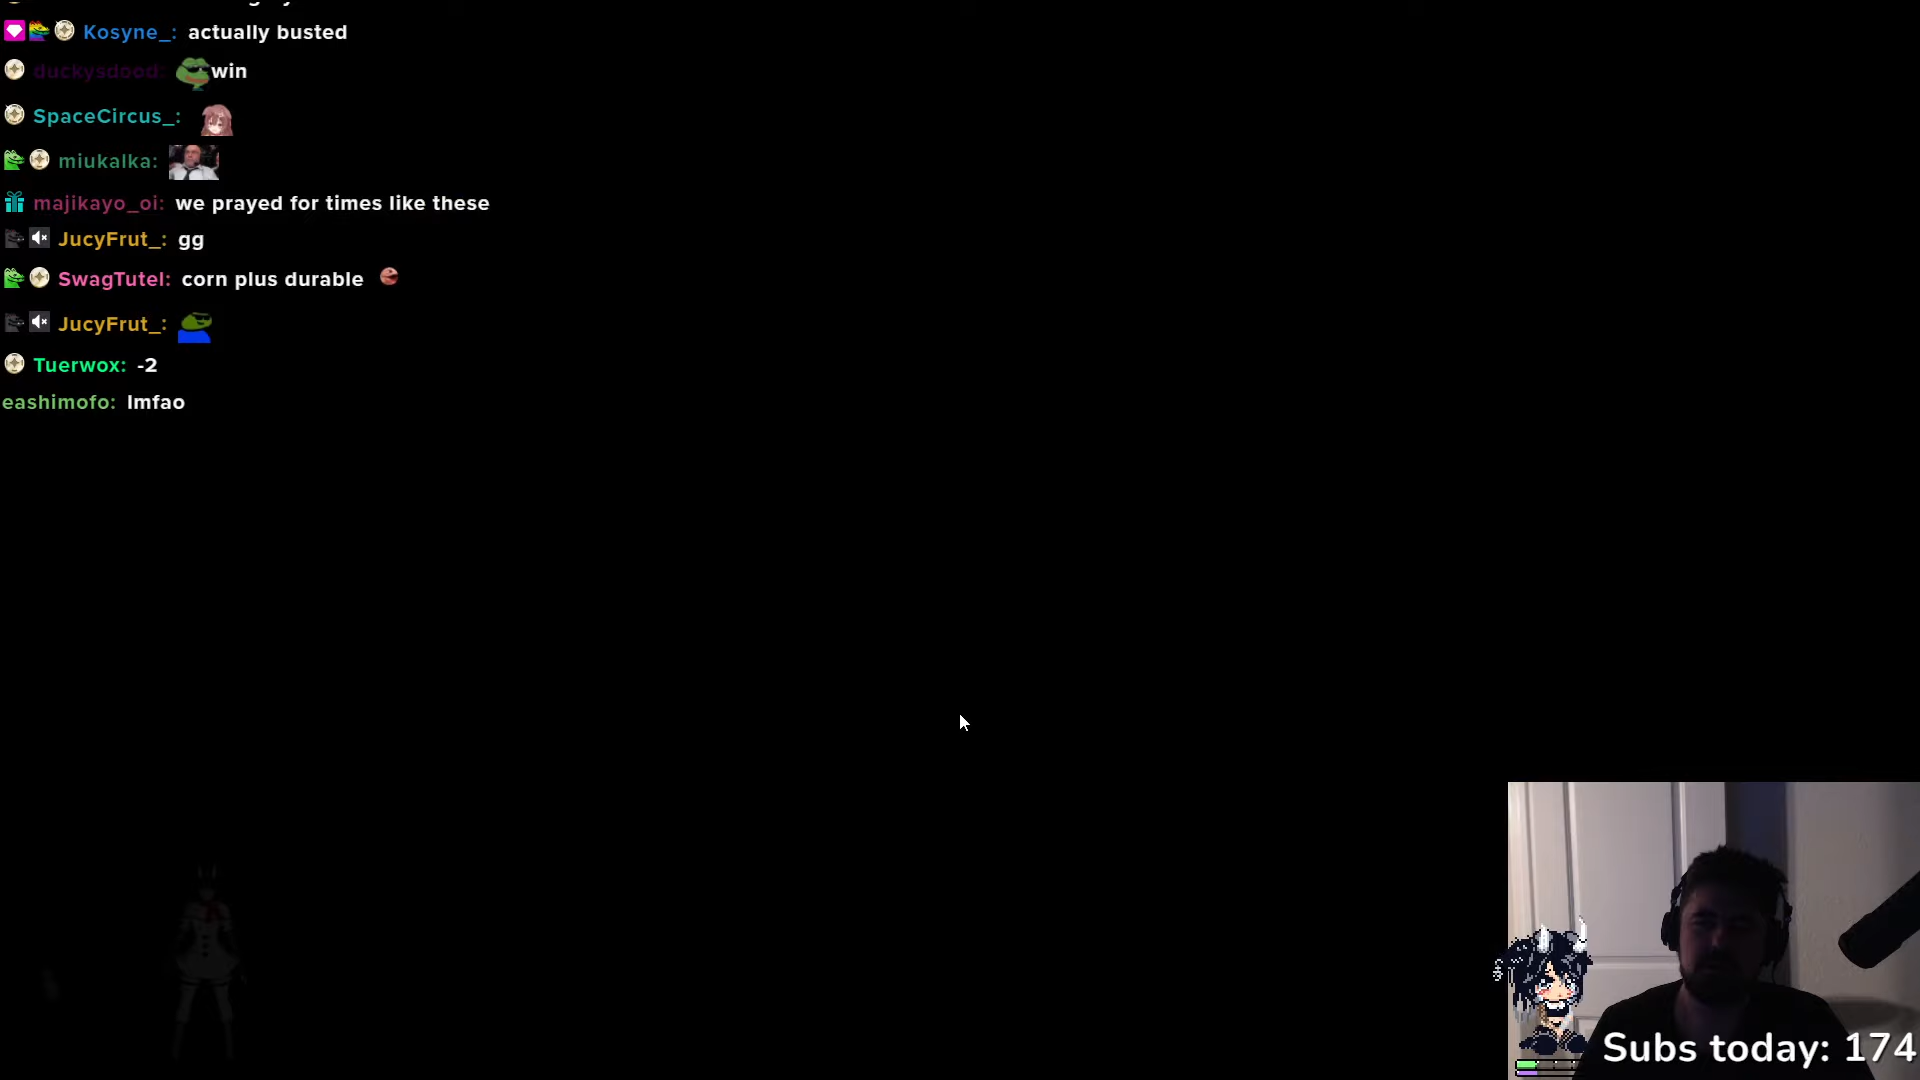 Kosyne_: actually busted
duckysdood: win
SpaceCircus_:
miukalka:
majikayo_oi: we prayed for times like these
JucyFrut_: gg
SwagTutel: corn plus durable
JucyFrut_:
Tuerwox: -2
eashimofo: lmfao
Subs today: 174